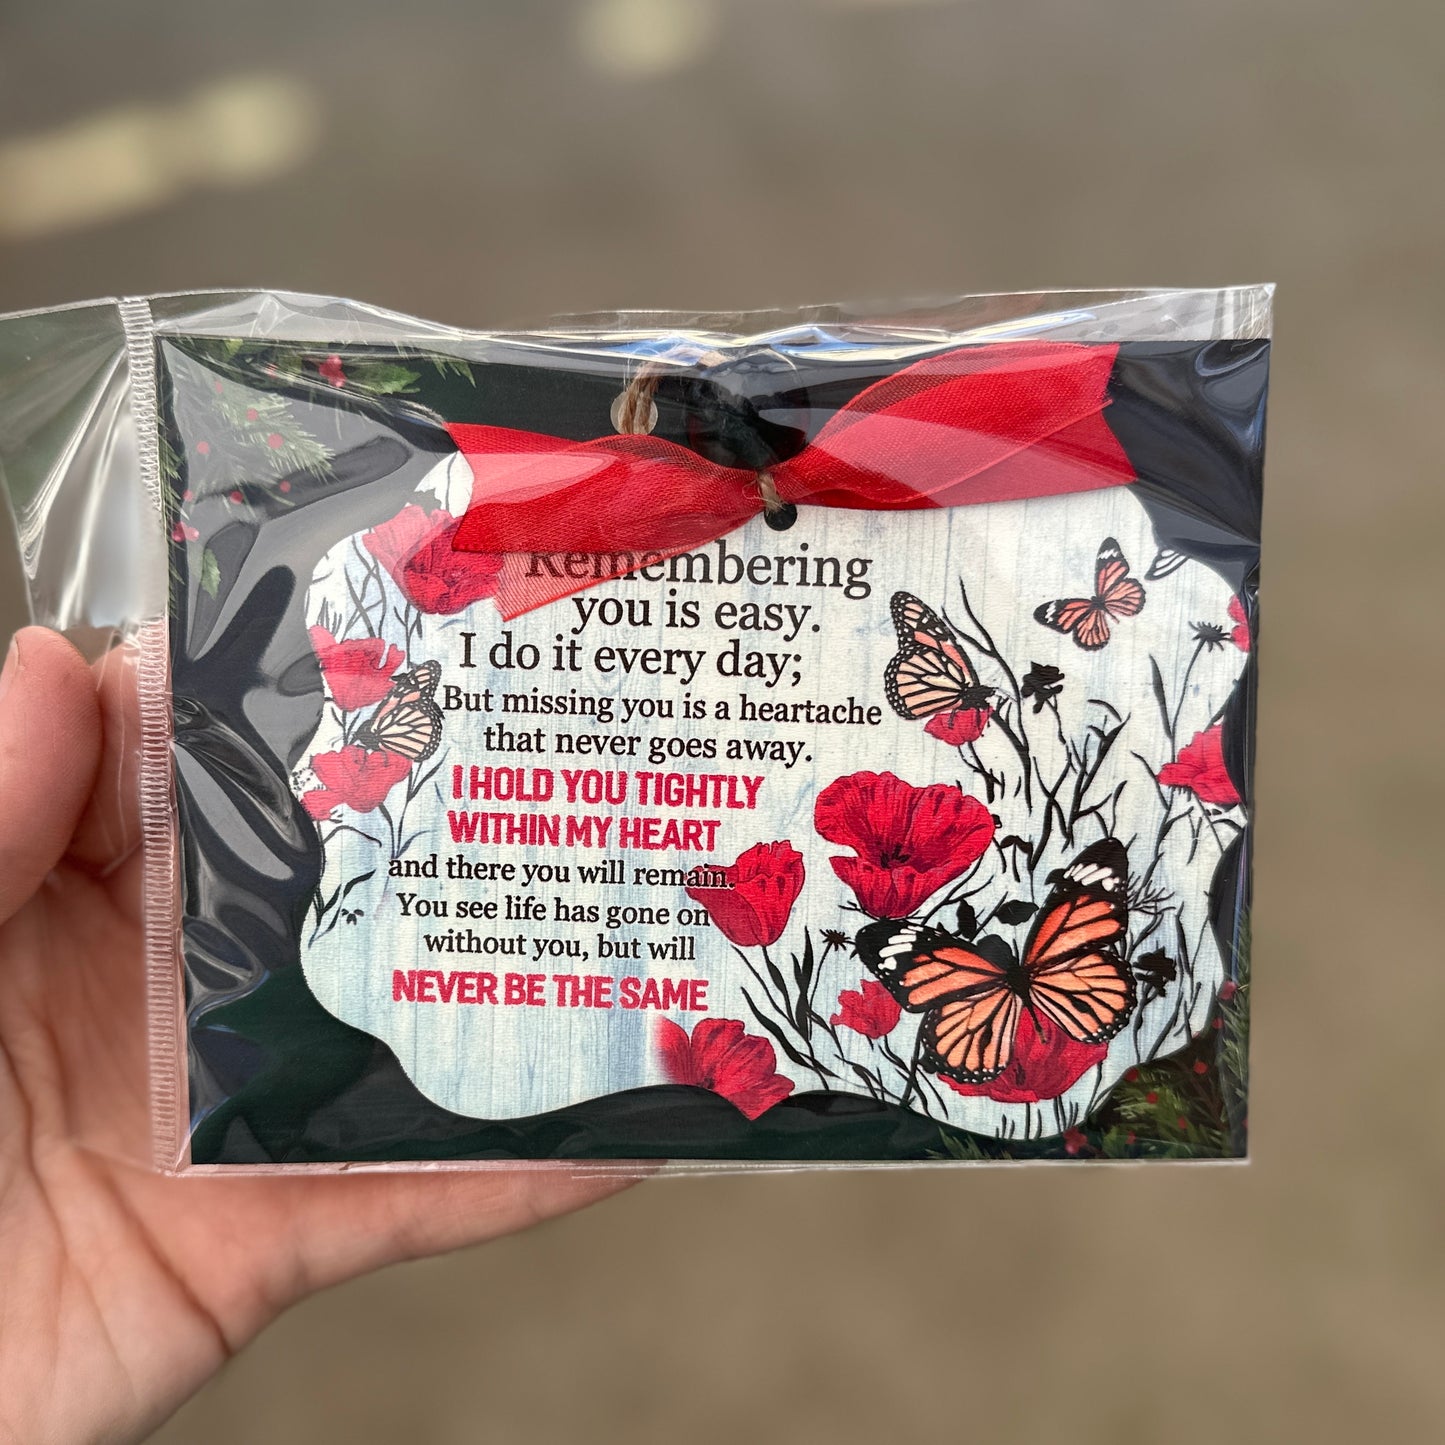 Remembering
you is easy.
I do it every day;
But missing you is a heartache
that never goes away.
I HOLD YOU TIGHTLY
WITHIN MY HEART
and there you will remain.
You see life has gone on
without you, but will
NEVER BE THE SAME